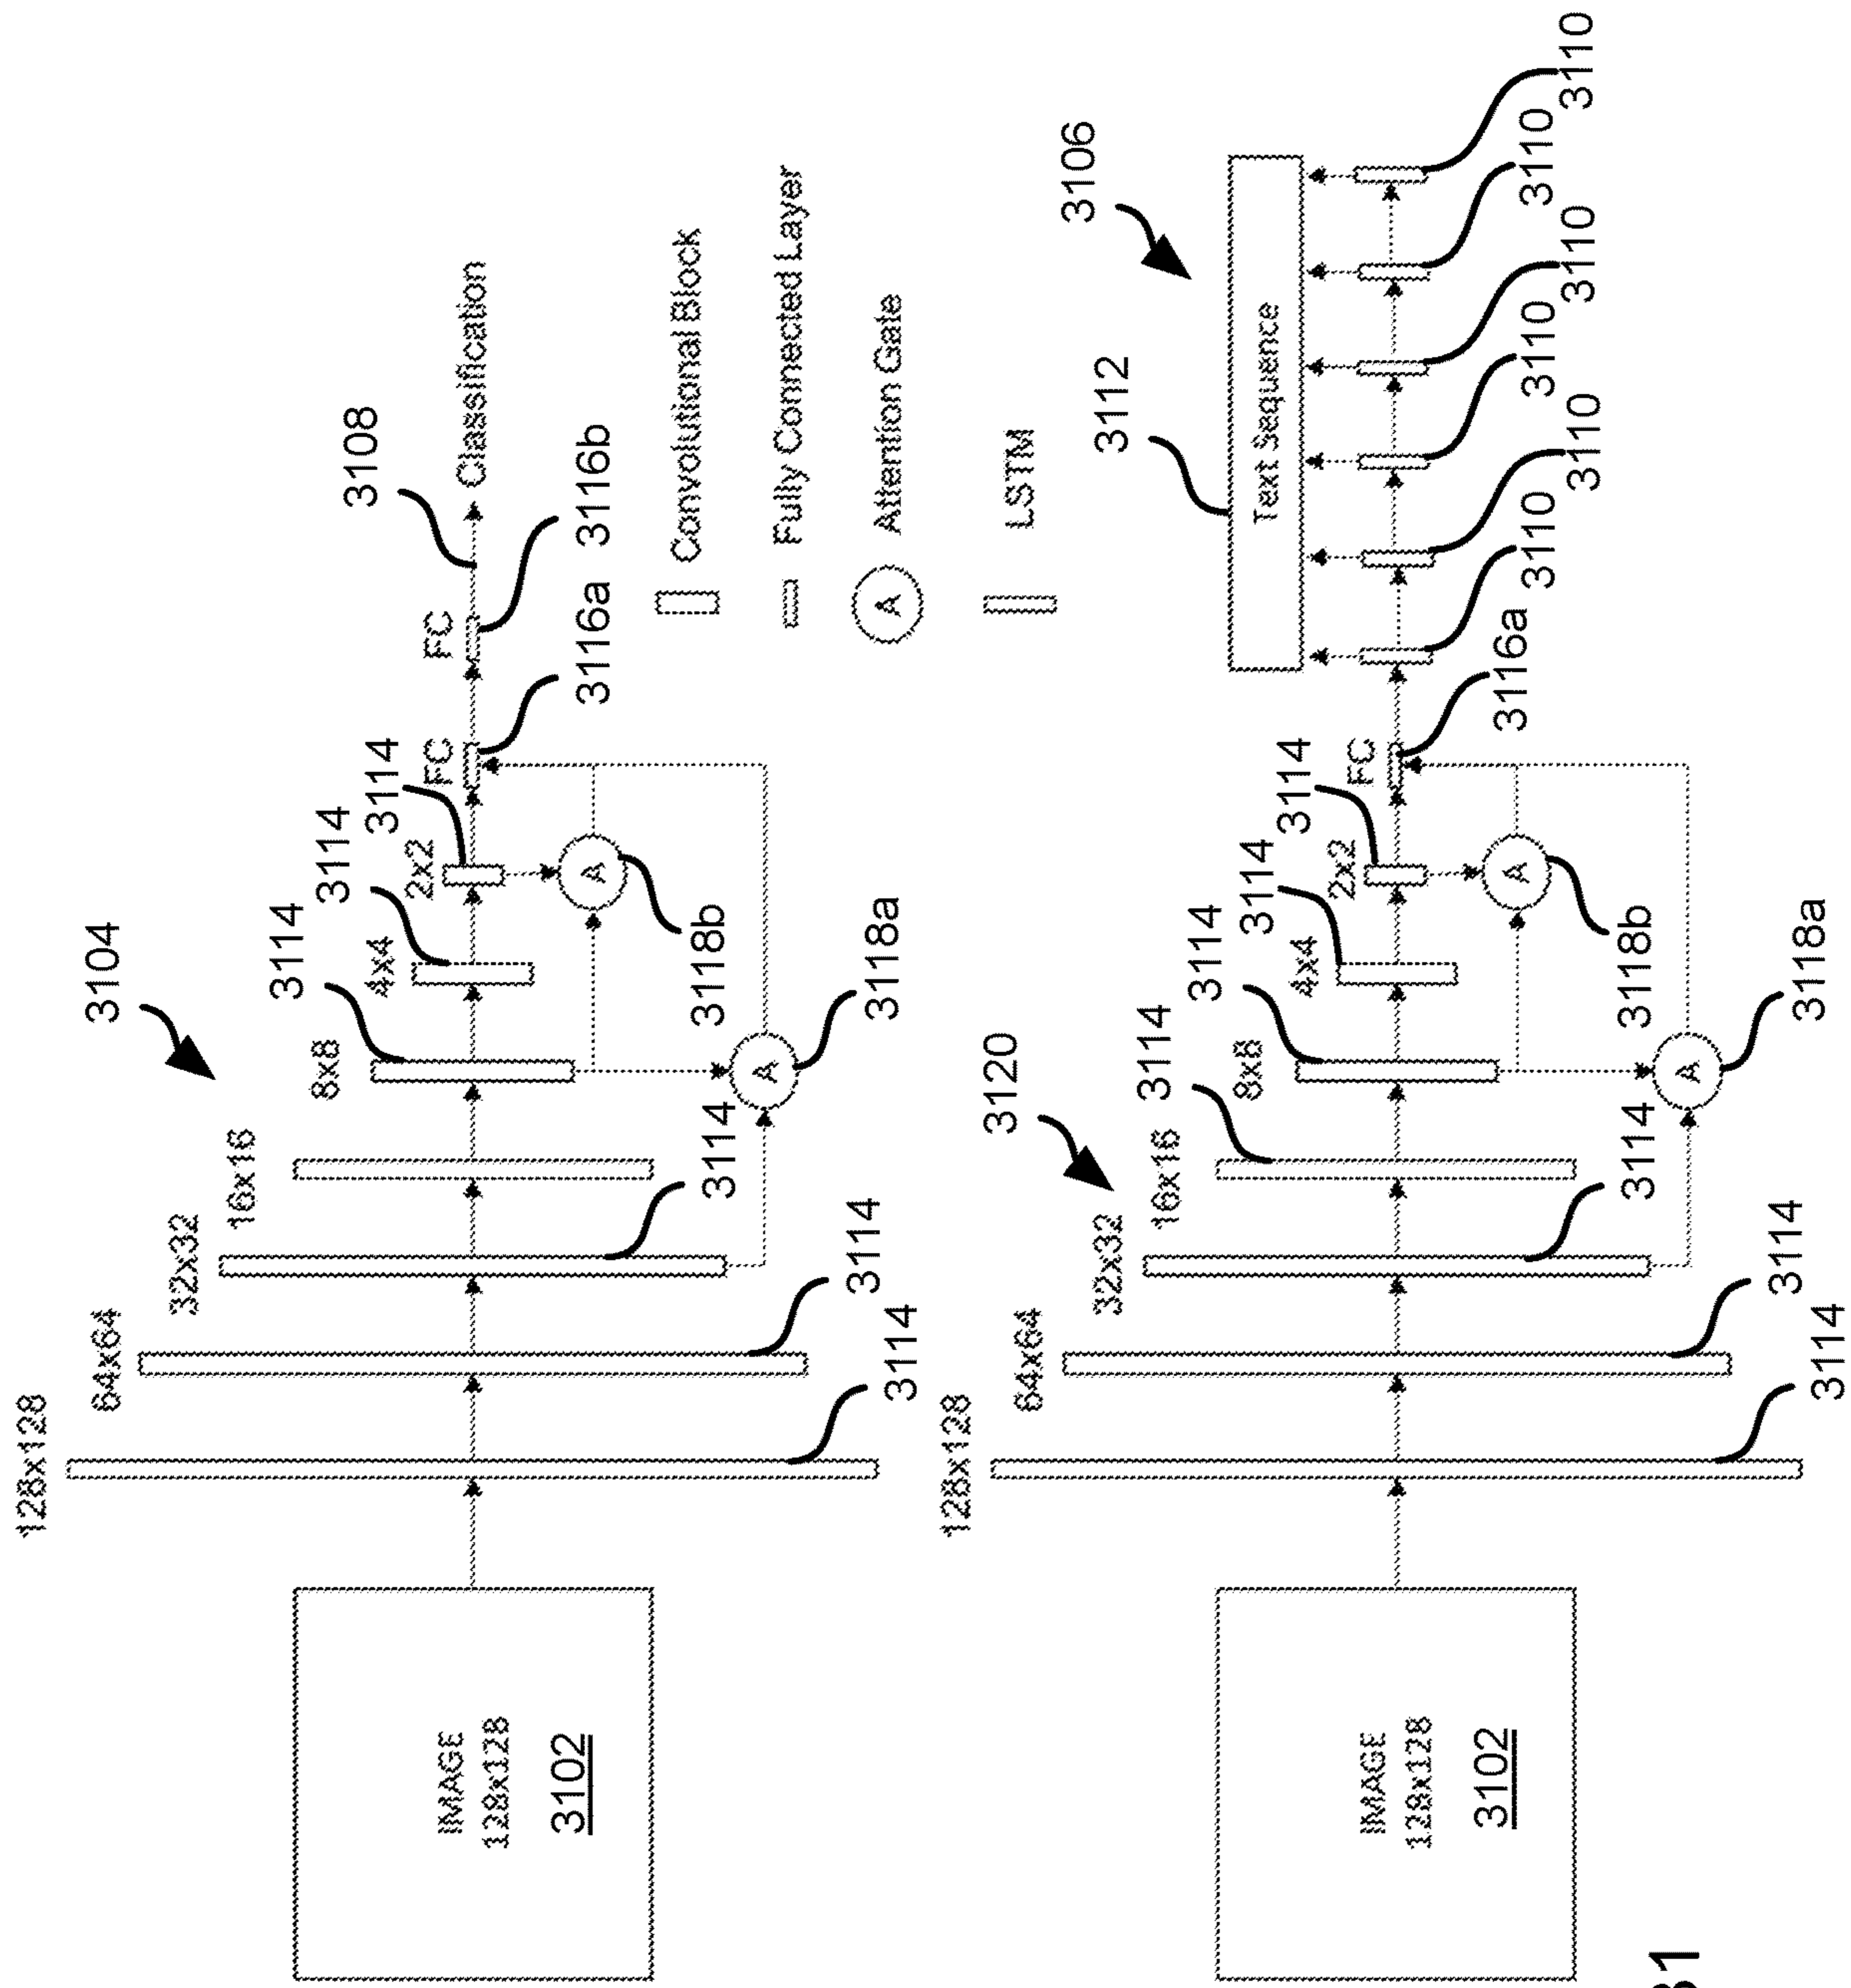 3104
128x128
64x64
32x32
16x16
8x8
4x4
2x2
FC
FC
3108
Classification
IMAGE
128x128
3102
3114
3114
3114
3114
3114
3114
3116a
3116b
3118b
3118a
Convolutional Block
Fully Connected Layer
A
A
A Attention Gate
LSTM
3120
3106
3112
128x128
64x64
32x32
16x16
8x8
4x4
2x2
FC
Text Sequence
IMAGE
128x128
3102
3114
3114
3114
3114
3114
3114
3114
3116a
3118b
3118a
A
A
3110
3110
3110
3110
3110
3110
31